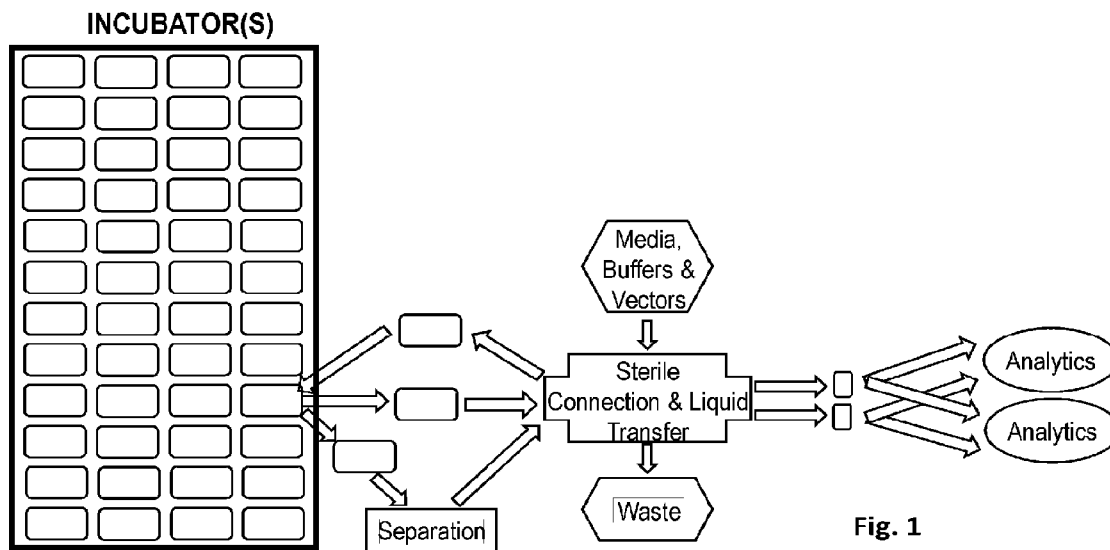 INCUBATOR(S)
Media,
Buffers &
Vectors
Sterile
Connection & Liquid
Transfer
Analytics
Analytics
Separation
Waste
Fig. 1